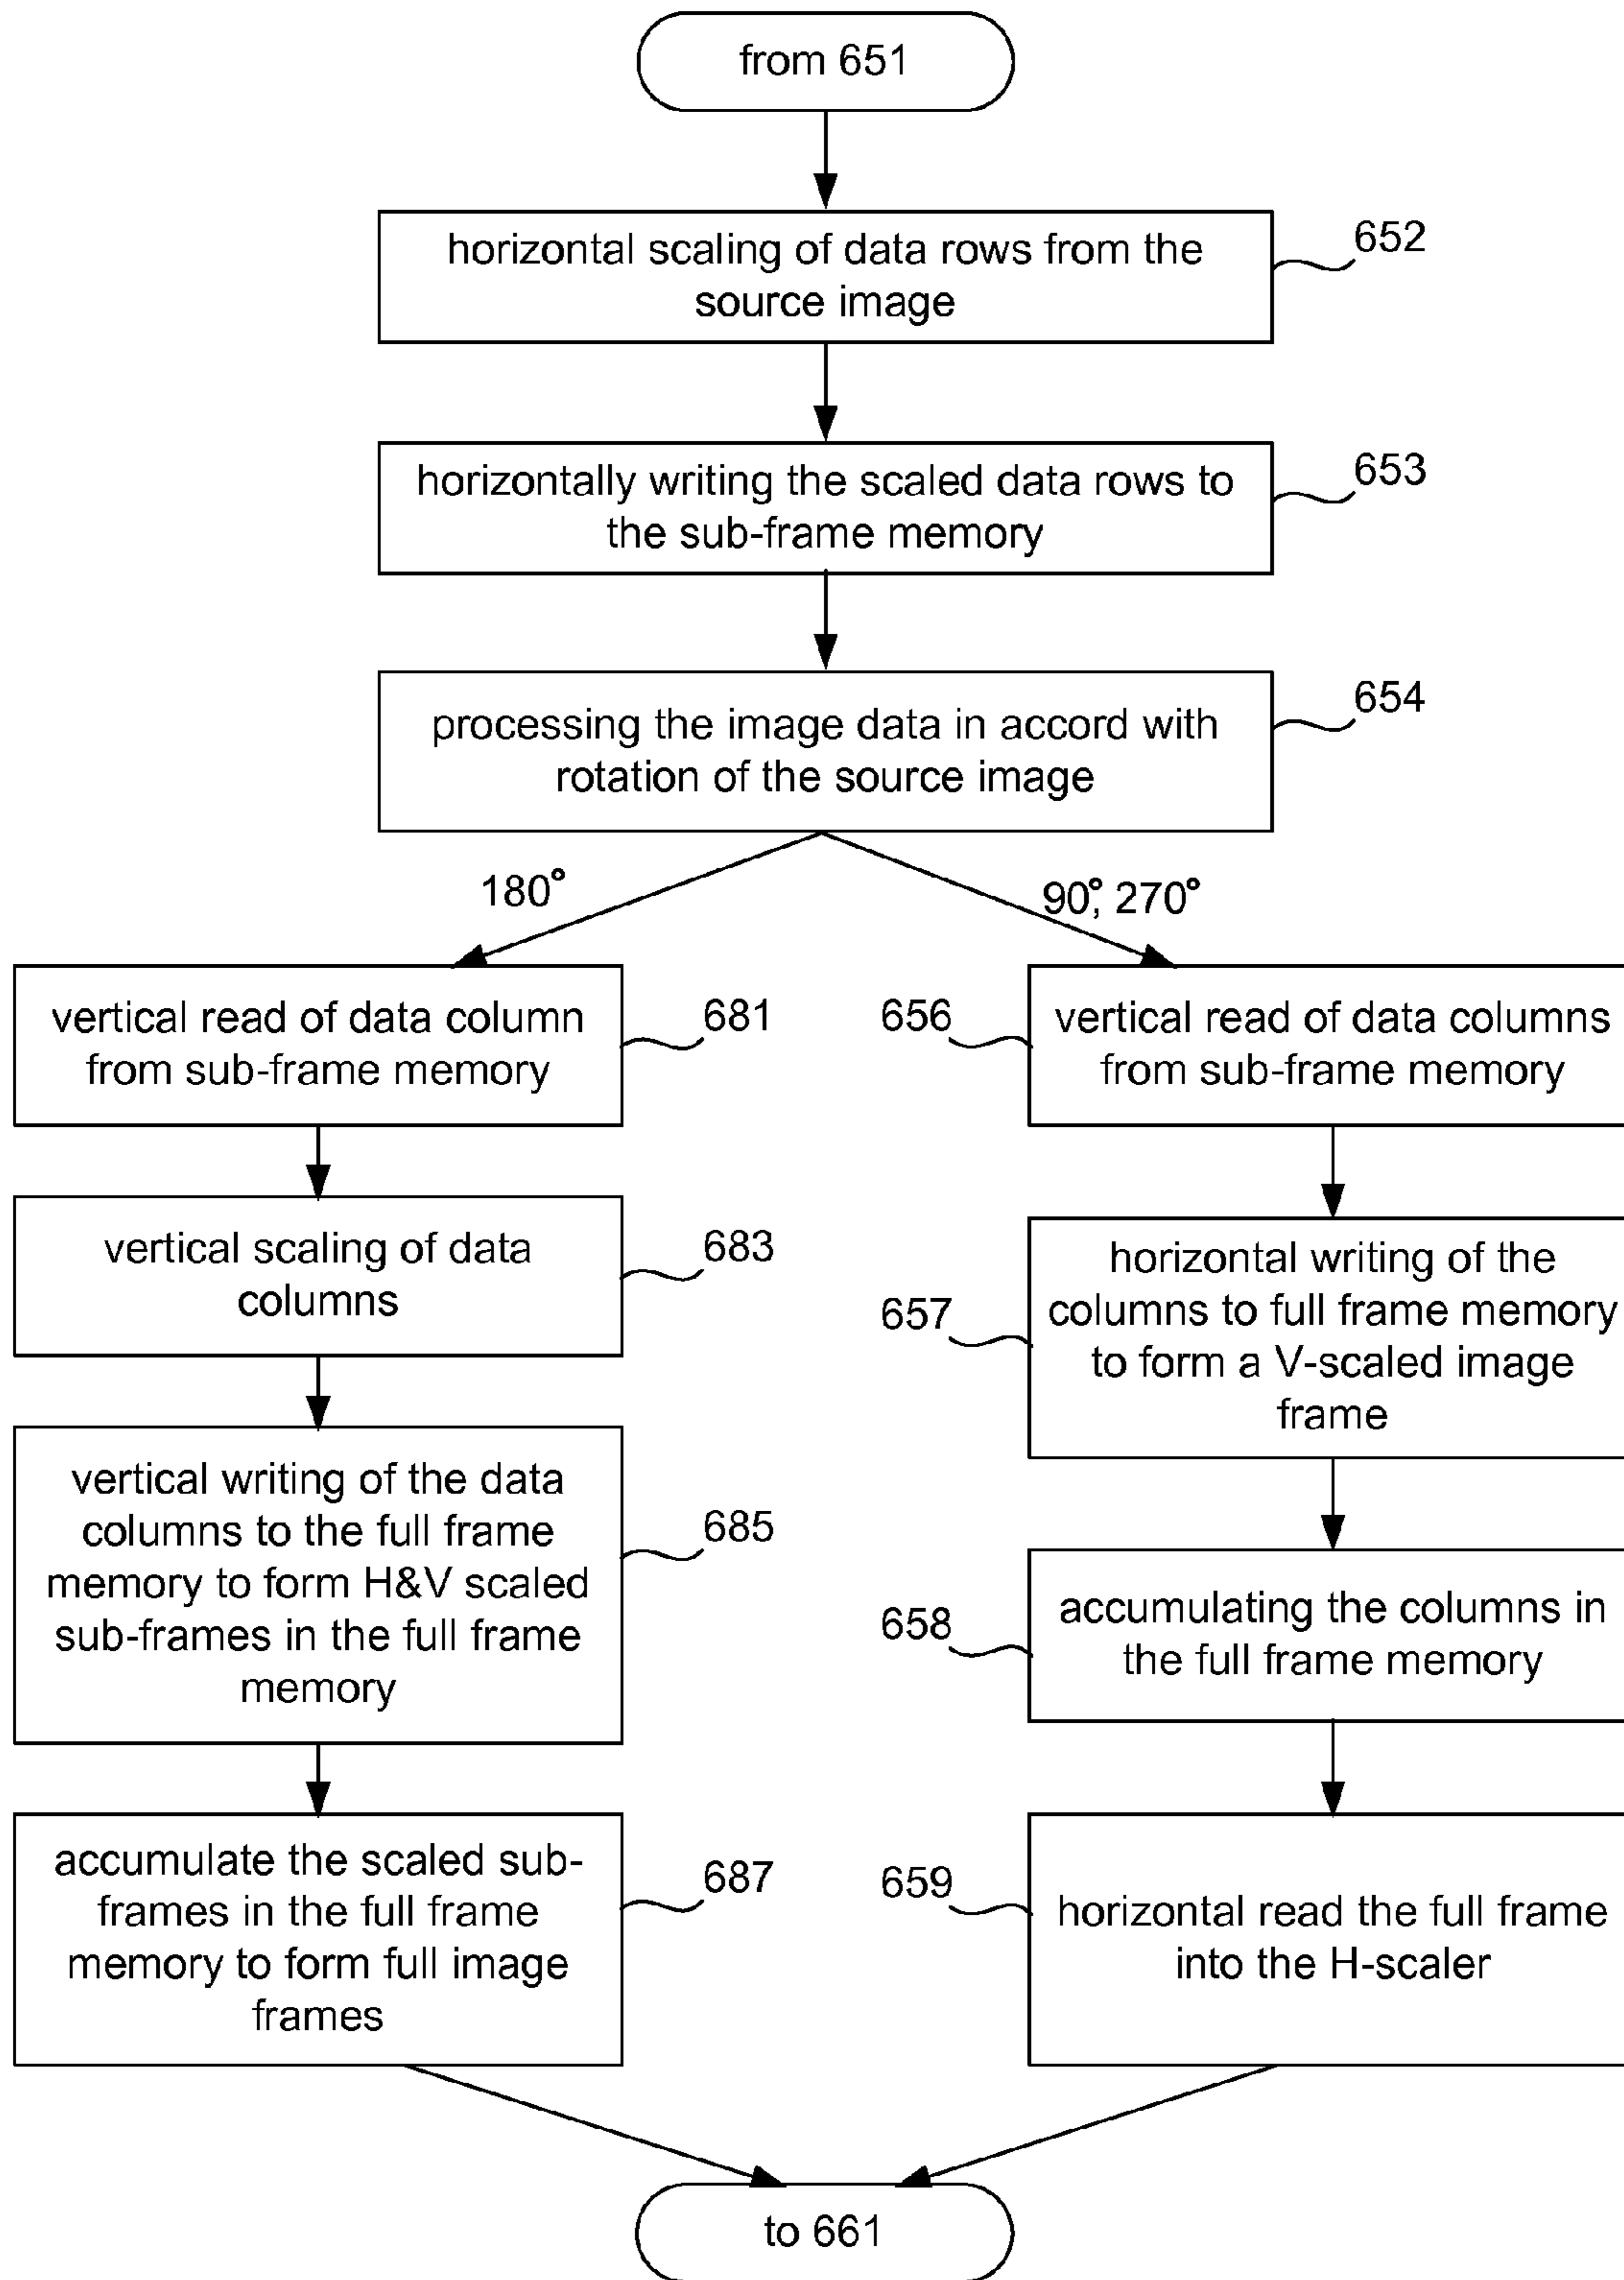 from 651
horizontal scaling of data rows from the
source image
652
horizontally writing the scaled data rows to
the sub-frame memory
653
processing the image data in accord with
rotation of the source image
654
180°
90°, 270°
vertical read of data column
from sub-frame memory
681
vertical scaling of data
columns
683
vertical writing of the data
columns to the full frame
memory to form H&V scaled
sub-frames in the full frame
memory
685
accumulate the scaled sub-
frames in the full frame
memory to form full image
frames
687
656
vertical read of data columns
from sub-frame memory
657
horizontal writing of the
columns to full frame memory
to form a V-scaled image
frame
658
accumulating the columns in
the full frame memory
659
horizontal read the full frame
into the H-scaler
to 661